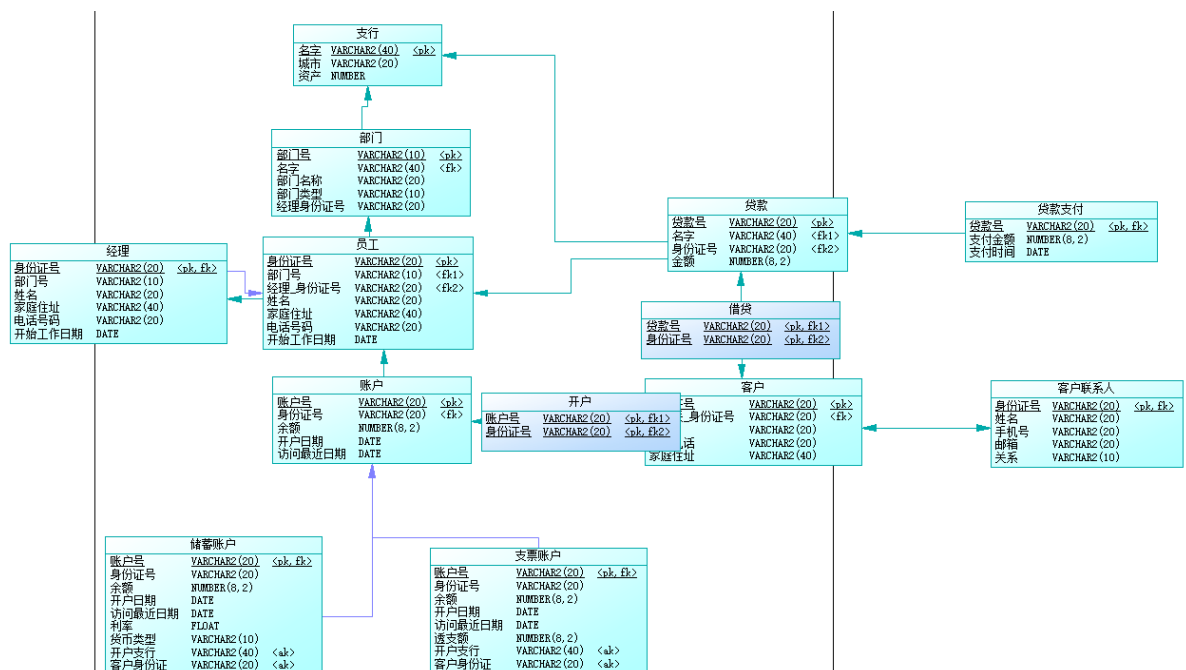 支行
名字 VARCHAR2(40) <pk>
城市 VARCHAR2(20)
资产 NUMBER
部门
部门号 VARCHAR2(10) <pk>
名字 VARCHAR2(40) <fk>
部门名称 VARCHAR2(20)
部门类型 VARCHAR2(10)
经理身份证号 VARCHAR2(20)
经理
身份证号 VARCHAR2(20) <pk,fk>
部门号 VARCHAR2(10)
姓名 VARCHAR2(20)
家庭住址 VARCHAR2(40)
电话号码 VARCHAR2(20)
开始工作日期 DATE
员工
身份证号 VARCHAR2(20) <pk>
部门号 VARCHAR2(10) <fk1>
经理_身份证号 VARCHAR2(20) <fk2>
姓名 VARCHAR2(20)
家庭住址 VARCHAR2(40)
电话号码 VARCHAR2(20)
开始工作日期 DATE
贷款
贷款号 VARCHAR2(20) <pk>
名字 VARCHAR2(40) <fk1>
身份证号 VARCHAR2(20) <fk2>
金额 NUMBER(8,2)
贷款支付
贷款号 VARCHAR2(20) <pk,fk>
支付金额 NUMBER(8,2)
支付时间 DATE
借贷
贷款号 VARCHAR2(20) <pk,fk1>
身份证号 VARCHAR2(20) <pk,fk2>
账户
账户号 VARCHAR2(20) <pk>
身份证号 VARCHAR2(20) <fk>
余额 NUMBER(8,2)
开户日期 DATE
访问最近日期 DATE
开户
账户号 VARCHAR2(20) <pk,fk1>
身份证号 VARCHAR2(20) <pk,fk2>
客户
号 VARCHAR2(20) <pk>
_身份证号 VARCHAR2(20) <fk>
VARCHAR2(20)
话 VARCHAR2(20)
家庭住址 VARCHAR2(40)
客户联系人
身份证号 VARCHAR2(20) <pk,fk>
姓名 VARCHAR2(20)
手机号 VARCHAR2(20)
邮箱 VARCHAR2(20)
关系 VARCHAR2(10)
储蓄账户
账户号 VARCHAR2(20) <pk,fk>
身份证号 VARCHAR2(20)
余额 NUMBER(8,2)
开户日期 DATE
访问最近日期 DATE
利率 FLOAT
货币类型 VARCHAR2(10)
开户支行 VARCHAR2(40) <ak>
客户身份证 VARCHAR2(20) <ak>
支票账户
账户号 VARCHAR2(20) <pk,fk>
身份证号 VARCHAR2(20)
余额 NUMBER(8,2)
开户日期 DATE
访问最近日期 DATE
透支额 NUMBER(8,2)
开户支行 VARCHAR2(40) <ak>
客户身份证 VARCHAR2(20) <ak>